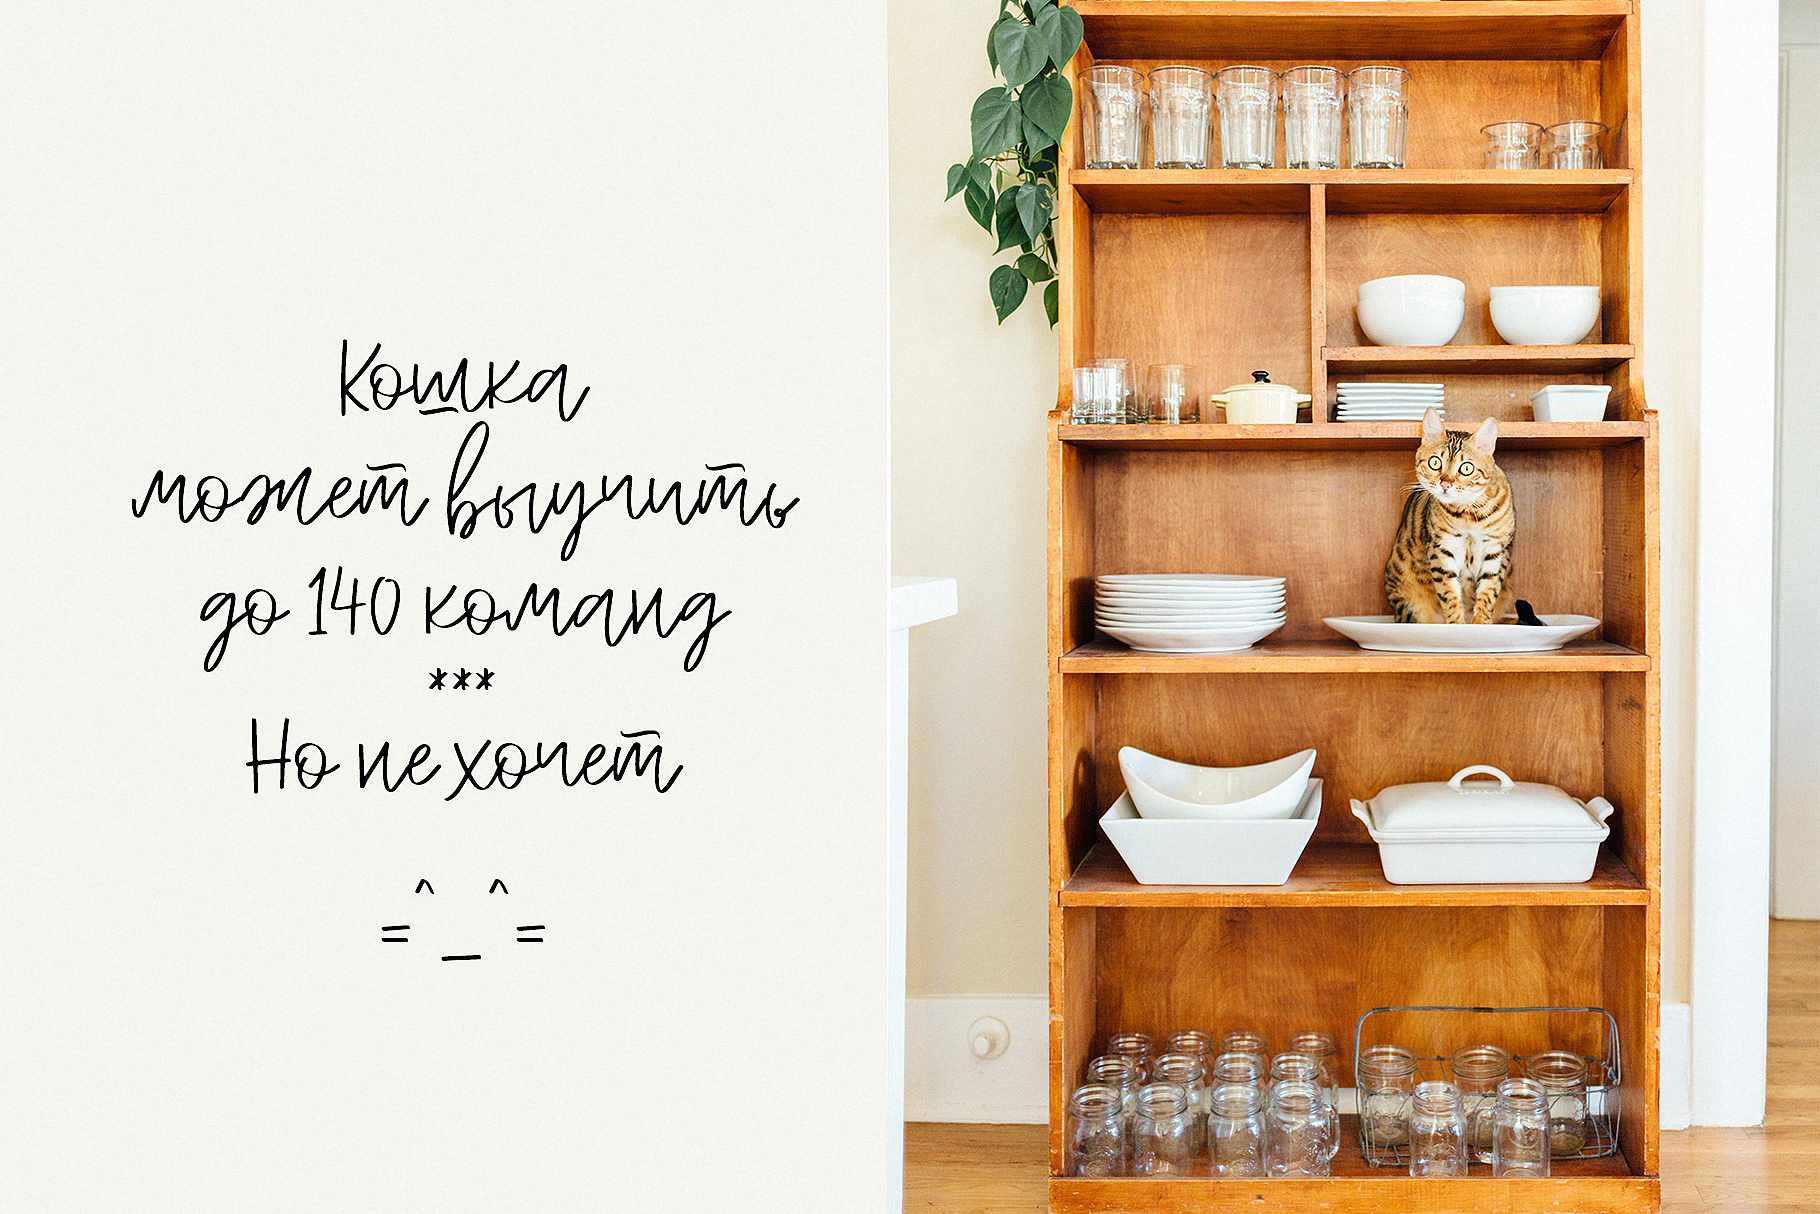 Кошка
может выучить
до 140 команд
***
Но не хочет
^ ^
= _ =